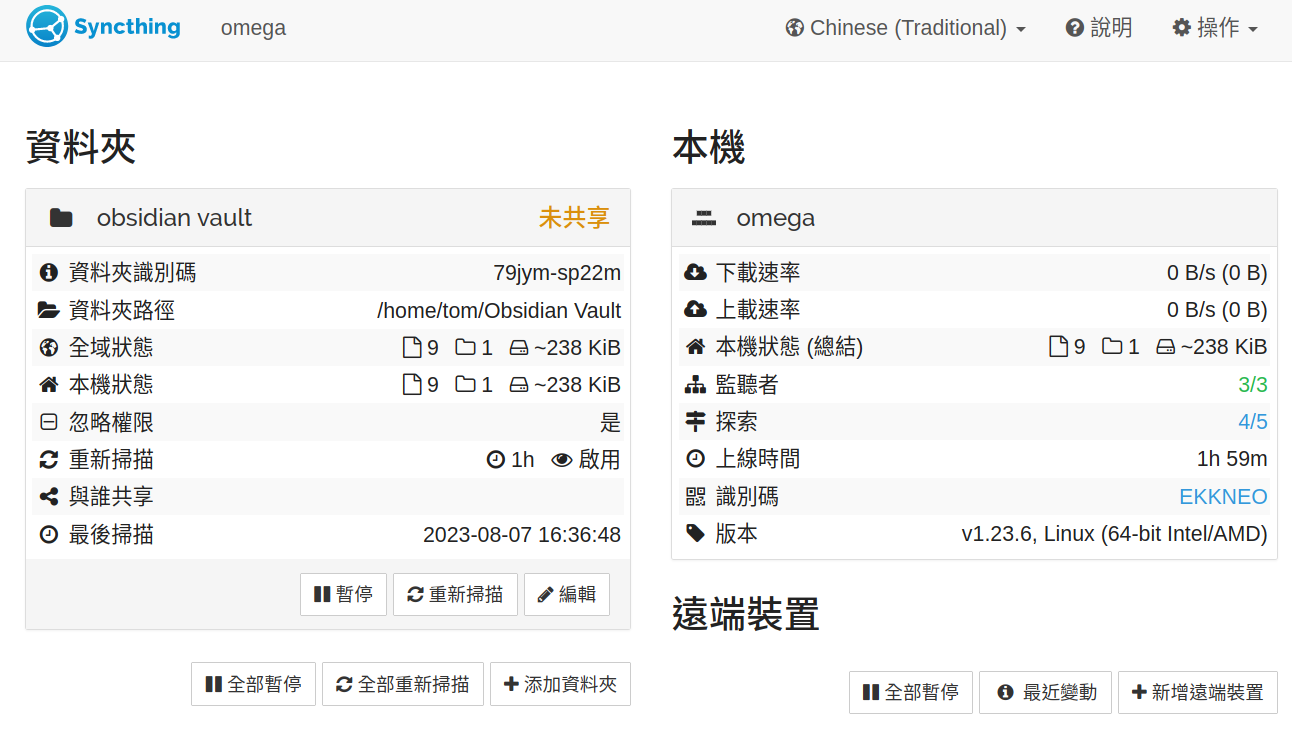 Syncthing omega Chinese (Traditional) 說明 操作
資料夾
obsidian vault 未共享
資料夾識別碼 79jym-sp22m
資料夾路徑 /home/tom/Obsidian Vault
全域狀態 9 1 ~238 KiB
本機狀態 9 1 ~238 KiB
忽略權限 是
重新掃描 1h 啟用
與誰共享
最後掃描 2023-08-07 16:36:48
暫停 重新掃描 編輯
全部暫停 全部重新掃描 添加資料夾
本機
omega
下載速率 0 B/s (0 B)
上載速率 0 B/s (0 B)
本機狀態 (總結) 9 1 ~238 KiB
監聽者 3/3
探索 4/5
上線時間 1h 59m
識別碼 EKKNEO
版本 v1.23.6, Linux (64-bit Intel/AMD)
遠端裝置
全部暫停 最近變動 新增遠端裝置